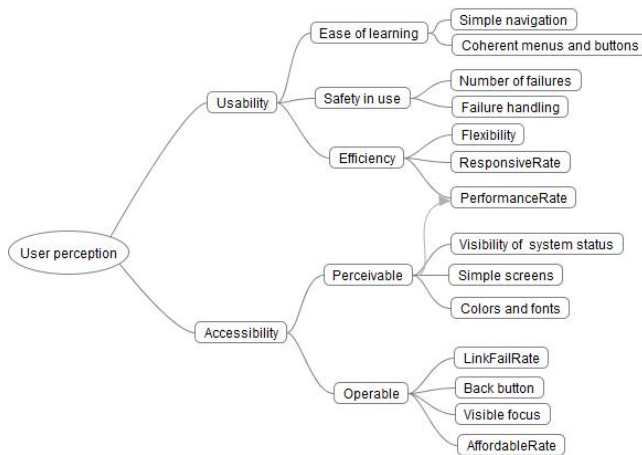 User perception
Usability
Ease of learning
Simple navigation
Coherent menus and buttons
Safety in use
Number of failures
Failure handling
Efficiency
Flexibility
ResponsiveRate
PerformanceRate
Accessibility
Perceivable
Visibility of system status
Simple screens
Colors and fonts
Operable
LinkFailRate
Back button
Visible focus
AffordableRate